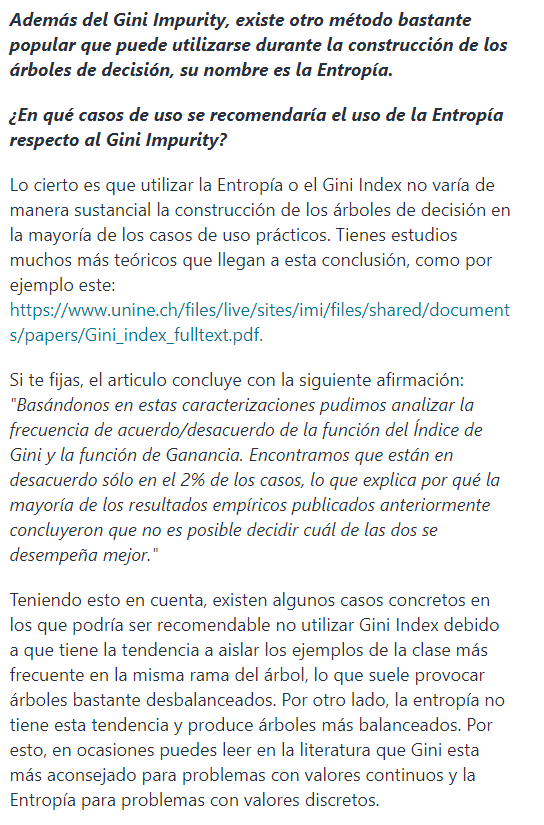 Además del Gini Impurity, existe otro método bastante
popular que puede utilizarse durante la construcción de los
árboles de decisión, su nombre es la Entropía.
¿En qué casos de uso se recomendaría el uso de la Entropía
respecto al Gini Impurity?
Lo cierto es que utilizar la Entropía o el Gini Index no varía de
manera sustancial la construcción de los árboles de decisión en
la mayoría de los casos de uso prácticos. Tienes estudios
muchos más teóricos que llegan a esta conclusión, como por
ejemplo este:
https://www.unine.ch/files/live/sites/imi/files/shared/document
s/papers/Gini_index_fulltext.pdf.
Si te fijas, el articulo concluye con la siguiente afirmación:
"Basándonos en estas caracterizaciones pudimos analizar la
frecuencia de acuerdo/desacuerdo de la función del Índice de
Gini y la función de Ganancia. Encontramos que están en
desacuerdo sólo en el 2% de los casos, lo que explica por qué la
mayoría de los resultados empíricos publicados anteriormente
concluyeron que no es posible decidir cuál de las dos se
desempeña mejor."
Teniendo esto en cuenta, existen algunos casos concretos en
los que podría ser recomendable no utilizar Gini Index debido
a que tiene la tendencia a aislar los ejemplos de la clase más
frecuente en la misma rama del árbol, lo que suele provocar
árboles bastante desbalanceados. Por otro lado, la entropía no
tiene esta tendencia y produce árboles más balanceados. Por
esto, en ocasiones puedes leer en la literatura que Gini esta
más aconsejado para problemas con valores continuos y la
Entropía para problemas con valores discretos.